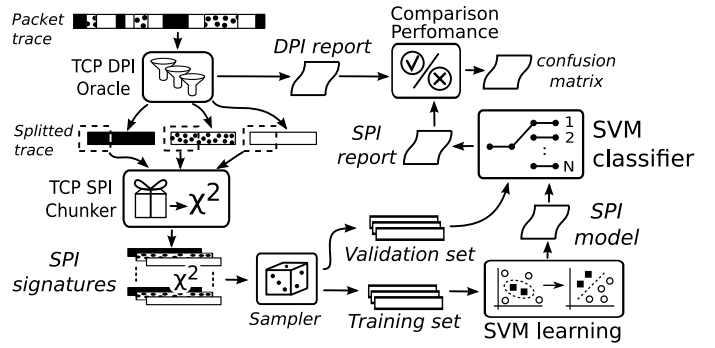 Packet
trace
TCP DPI
Oracle
DPI report
Comparison
Perfomance
confusion
matrix
Splitted
trace
SPI
report
1
2
:
N
SVM
classifier
TCP SPI
Chunker
χ2
SPI
signatures
χ2
Sampler
Validation set
Training set
SPI
model
SVM learning